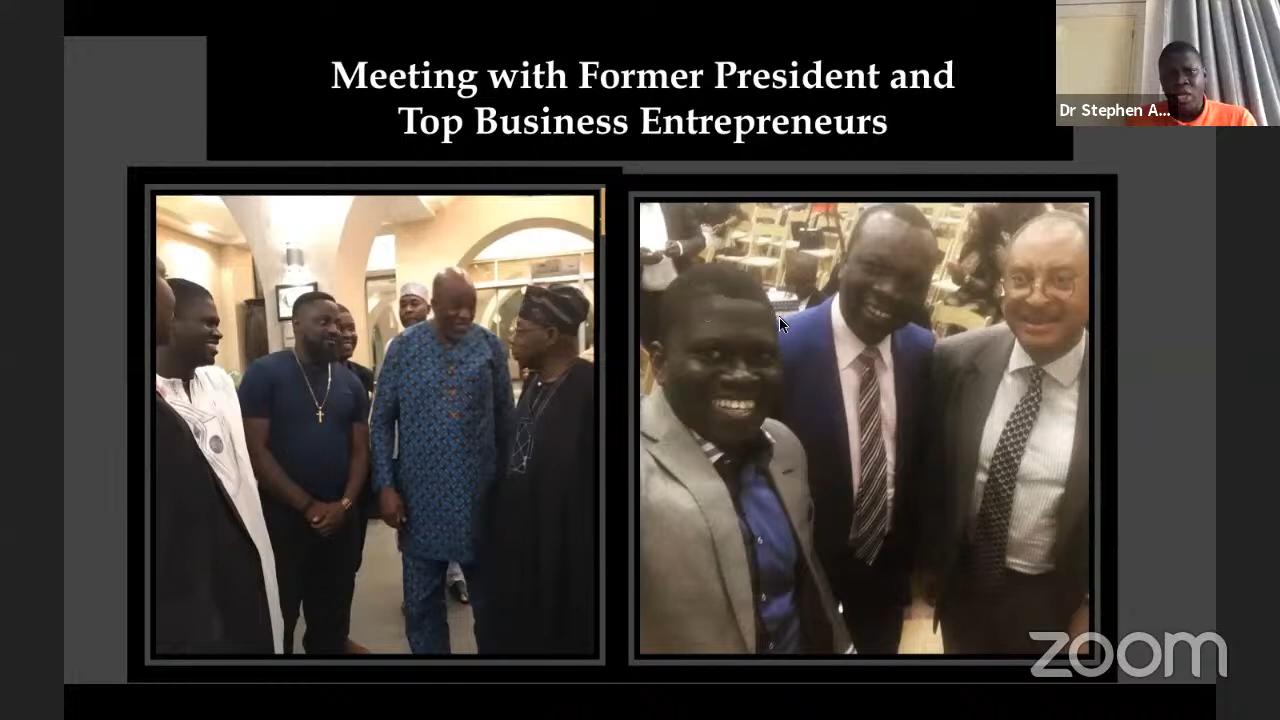 Meeting with Former President and
Top Business Entrepreneurs
Dr Stephen A...
zoom